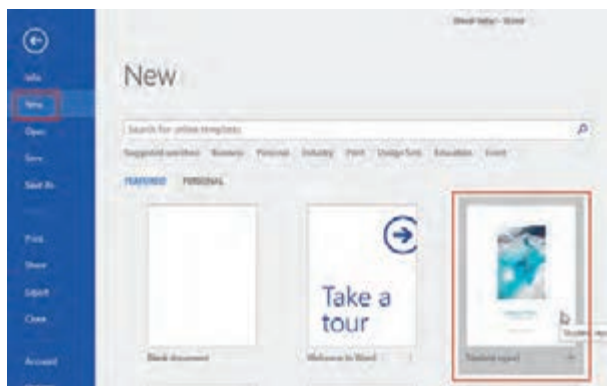 Info
New
New
Open
Search for online templates
Save
Suggested searches: Business Personal Industry Print Design Sets Education Event
Save As
FEATURED PERSONAL
Print
Share
Export
Take a
tour
Close
Blank document
Welcome to Word
Student report
Account